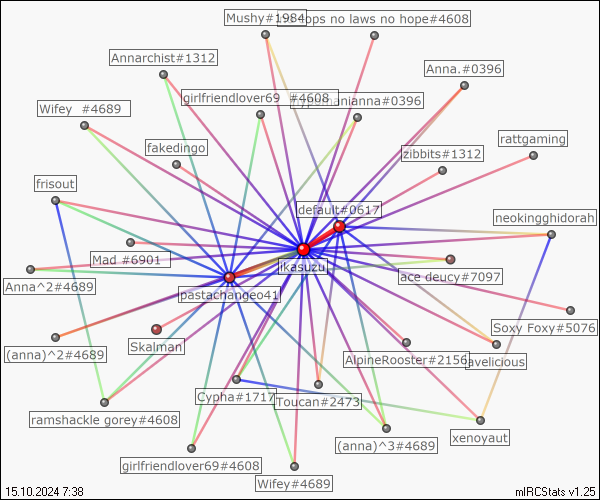 Mushy#1984
ops no laws no hope#4608
Annarchist#1312
Anna.#0396
girlfriendlover69 #4608
anna#0396
Wifey #4689
rattgaming
fakedingo
zibbits#1312
frisout
default#0617
neokingghidorah
Mad #6901
ikasuzu
ace deucy#7097
Anna^2#4689
pastachangeo41
Soxy Foxy#5076
Skalman
(anna)^2#4689
AlpineRooster#2156
avelicious
Cypha#1717
Toucan#2473
ramshackle gorey#4608
xenoyaut
(anna)^3#4689
girlfriendlover69#4608
Wifey#4689
15.10.2024 7:38
mIRCStats v1.25